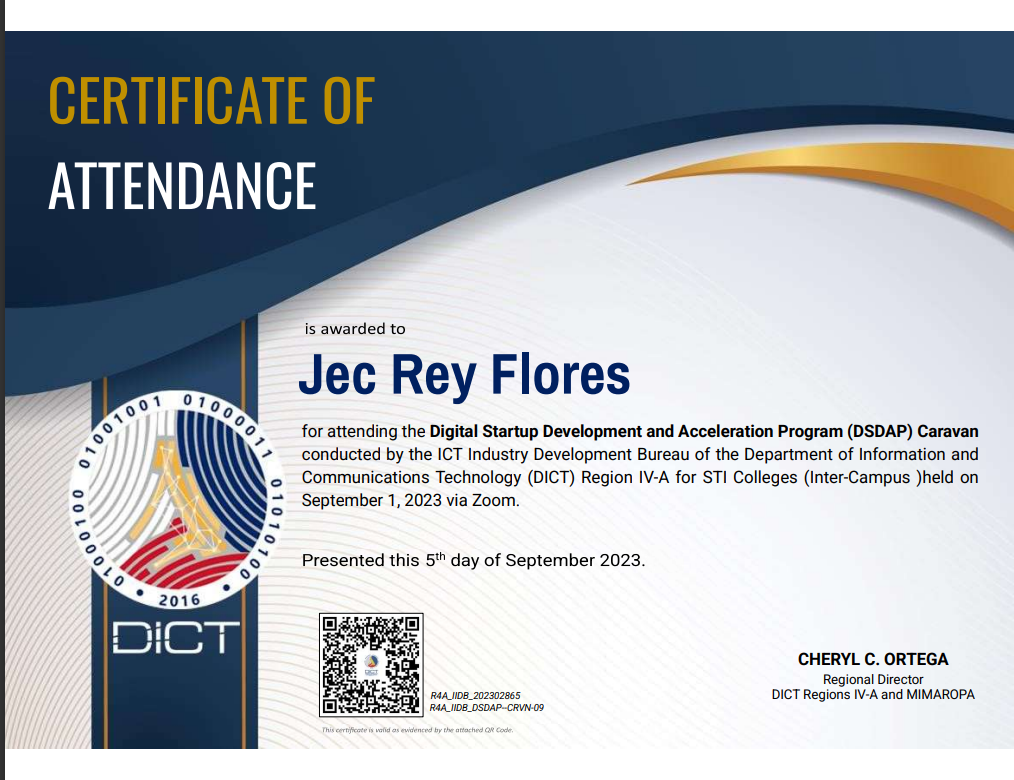 CERTIFICATE OF
ATTENDANCE
is awarded to
Jec Rey Flores
for attending the Digital Startup Development and Acceleration Program (DSDAP) Caravan
conducted by the ICT Industry Development Bureau of the Department of Information and
Communications Technology (DICT) Region IV-A for STI Colleges (Inter-Campus )held on
September 1, 2023 via Zoom.
Presented this 5th day of September 2023.
01001001 01000011 01010100 01000100
2016
DICT
R4A_IIDB_202302865
R4A_IIDB_DSDAP--CRVN-09
This certificate is valid as evidenced by the attached QR Code.
CHERYL C. ORTEGA
Regional Director
DICT Regions IV-A and MIMAROPA